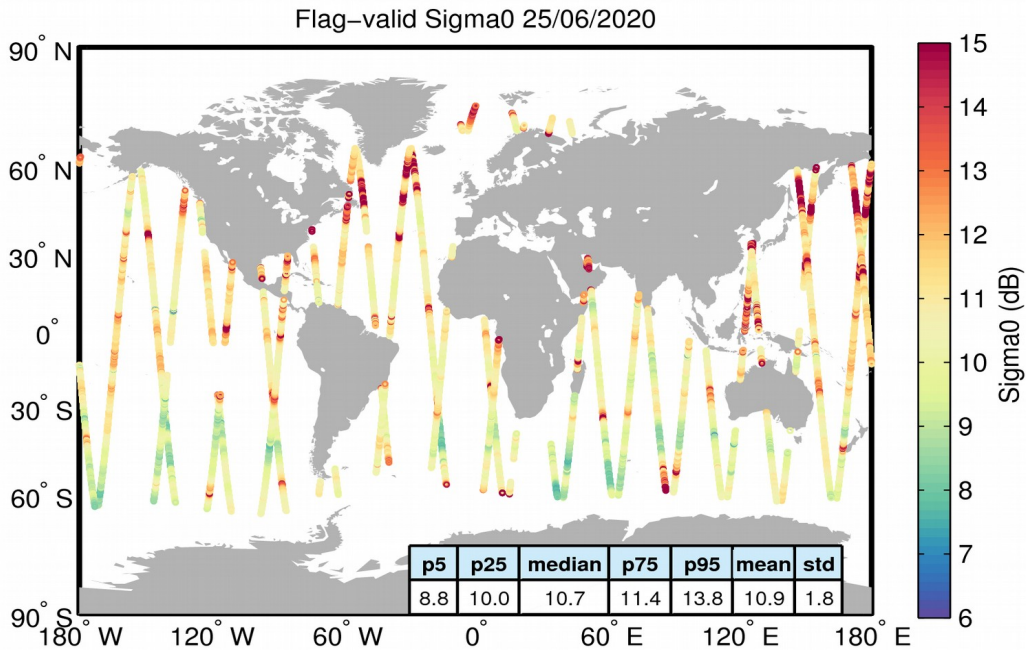 Flag−valid Sigma0 25/06/2020
90° N
60° N
30° N
0°
30° S
60° S
90° S
180° W
120° W
60° W
0°
60° E
120° E
180° E
p5 p25 median p75 p95 mean std
8.8 10.0 10.7 11.4 13.8 10.9 1.8
15
14
13
12
11
10
9
8
7
6
Sigma0 (dB)